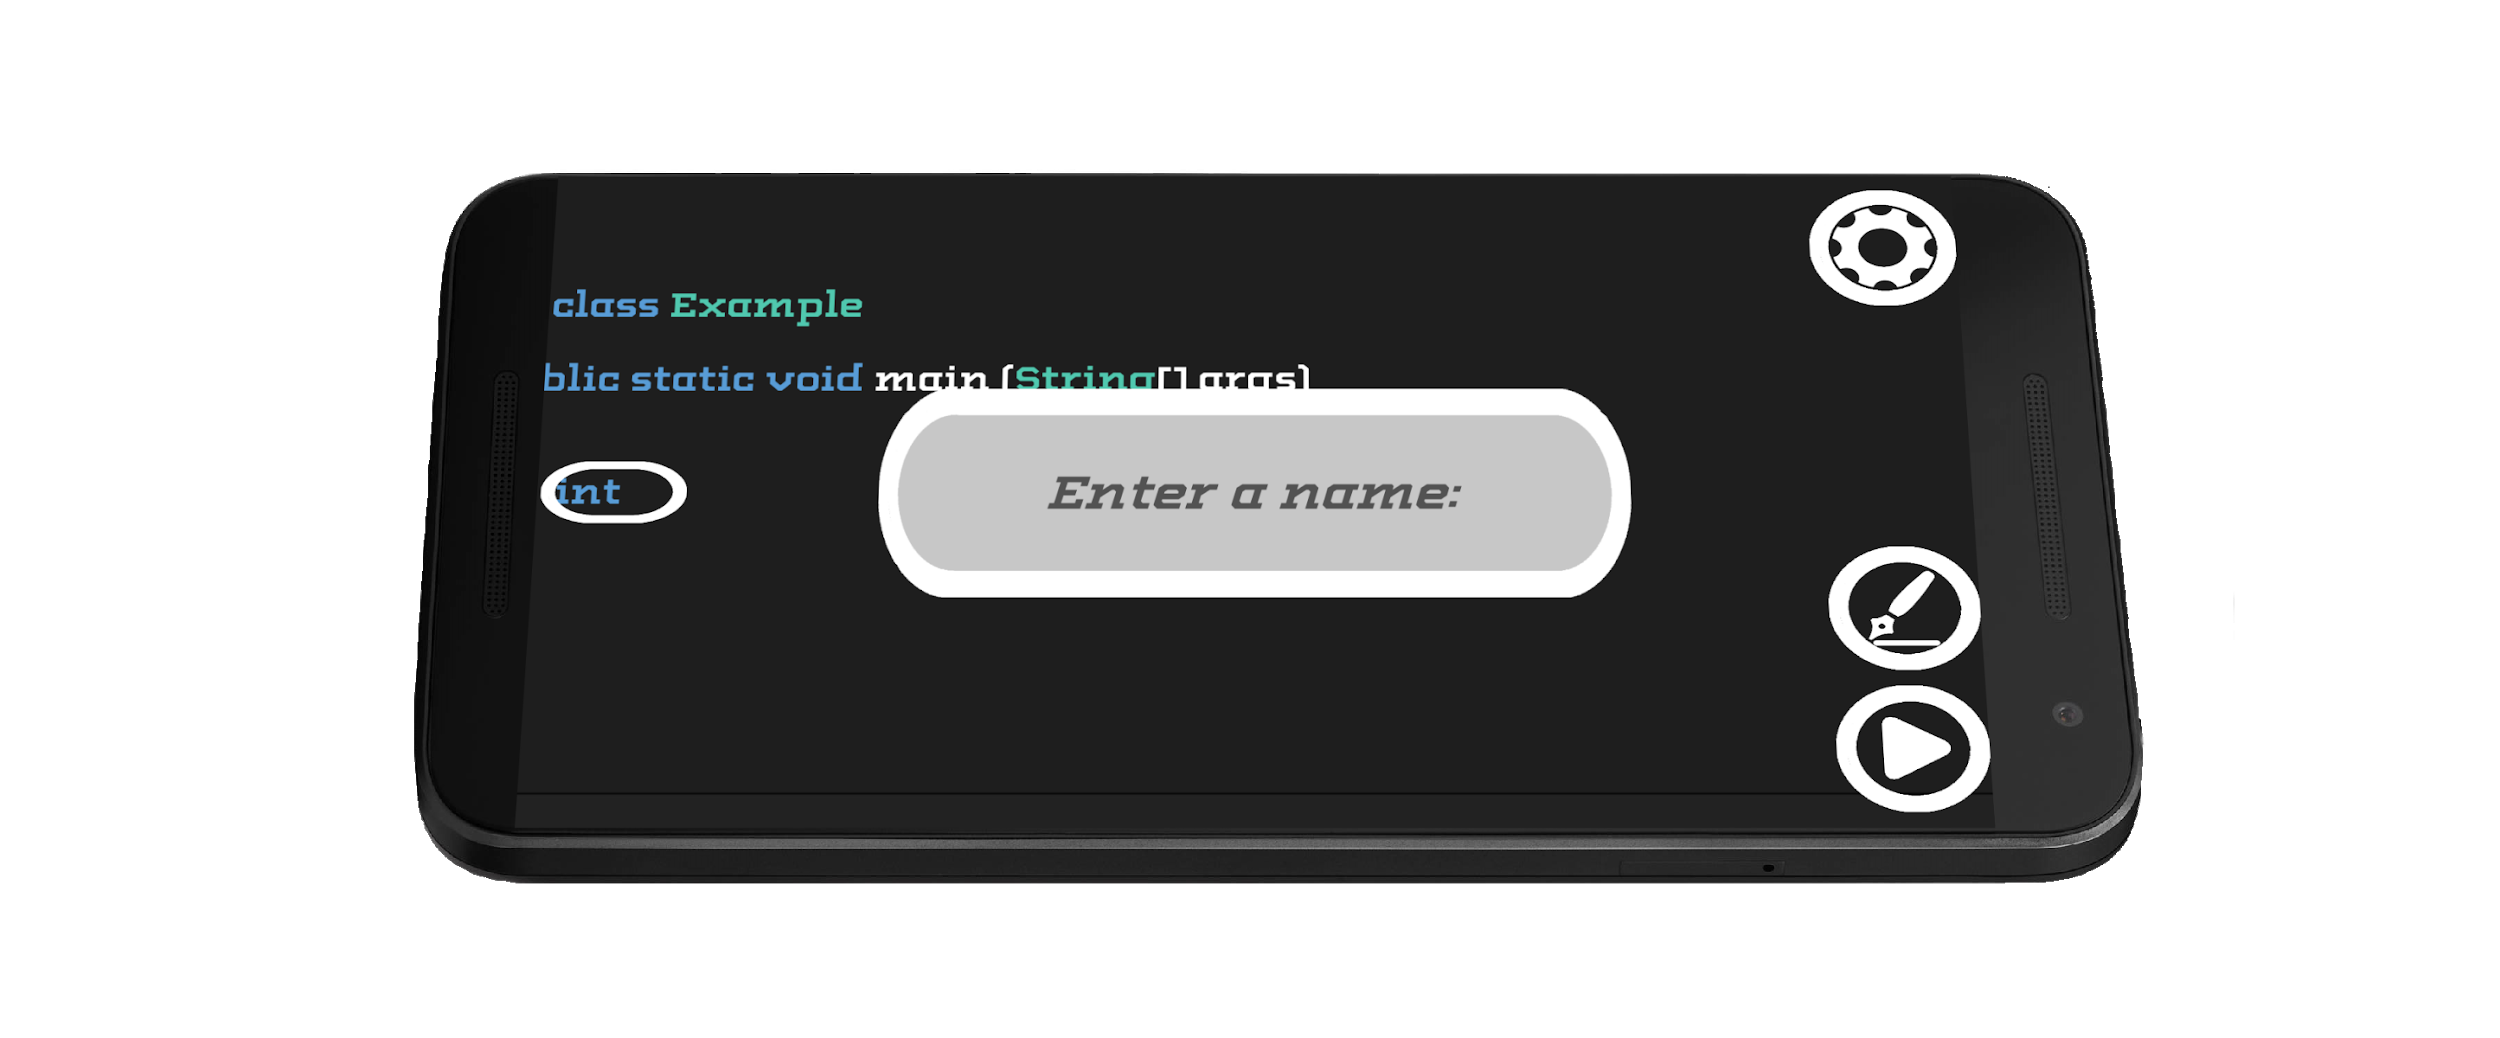 class Example
blic static void main (String[] args)
int
Enter a name: